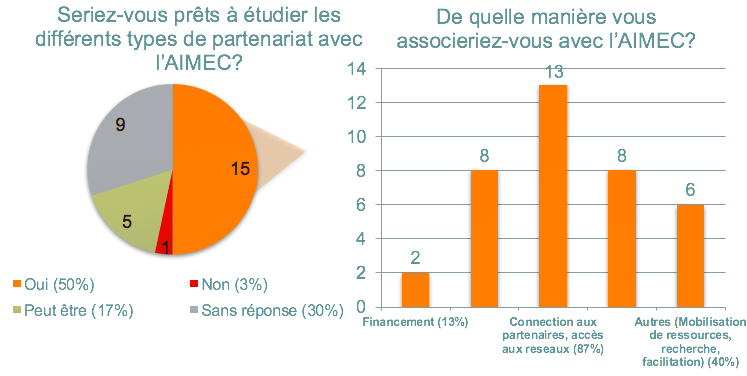 Seriez-vous prêts à étudier les
différents types de partenariat avec
l’AIMEC?
9
15
5
1
Oui (50%)
Non (3%)
Peut être (17%)
Sans réponse (30%)
De quelle manière vous
associeriez-vous avec l’AIMEC?
14
12
10
8
6
4
2
0
2
8
13
8
6
Financement (13%)
Connection aux
partenaires, accès
aux reseaux (87%)
Autres (Mobilisation
de ressources,
recherche,
facilitation) (40%)